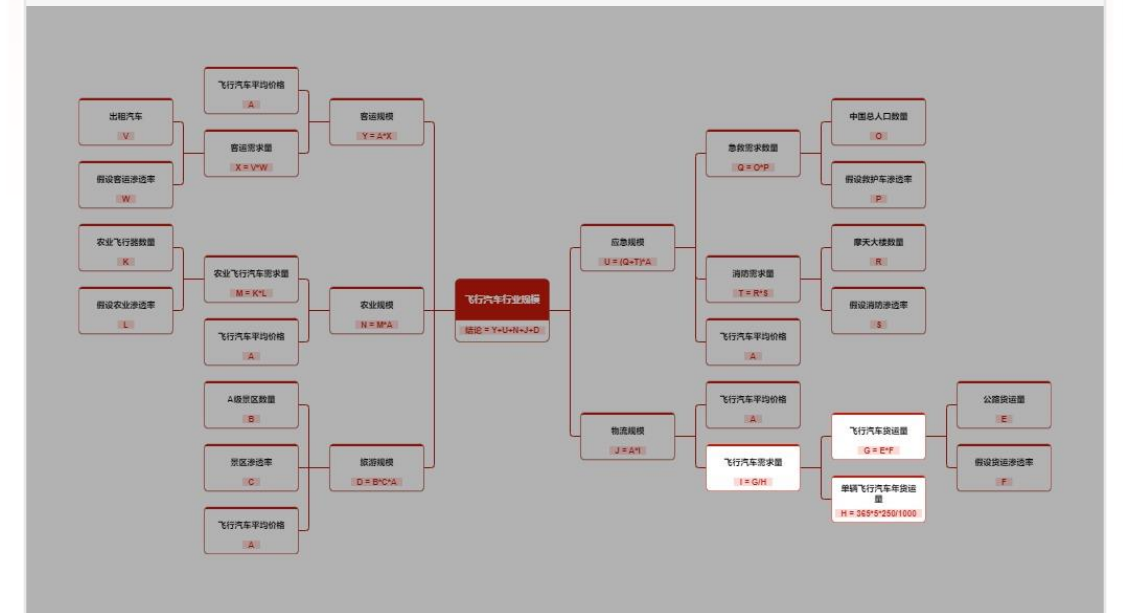 飞行汽车平均价格
A
出租汽车
V
客运规模
Y = A*X
客运需求量
X = V*W
假设客运渗透率
W
农业飞行器数量
K
农业飞行汽车需求量
M = K*L
假设农业渗透率
L
农业规模
N = M*A
飞行汽车平均价格
A
A级景区数量
B
景区渗透率
C
旅游规模
D = B*C*A
飞行汽车平均价格
A
飞行汽车行业规模
结论 = Y+U+N+J+D
应急规模
U = (Q+T)*A
急救需求数量
Q = O*P
中国总人口数量
O
假设救护车渗透率
P
消防需求量
T = R*S
摩天大楼数量
R
假设消防渗透率
S
飞行汽车平均价格
A
物流规模
J = A*I
飞行汽车平均价格
A
飞行汽车需求量
I = G/H
飞行汽车货运量
G = E*F
公路货运量
E
假设货运渗透率
F
单辆飞行汽车年货运
量
H = 365*5*250/1000